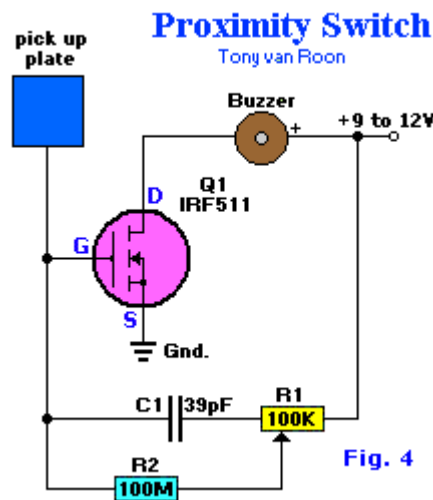 Proximity Switch
Tony van Roon
pick up
plate
Buzzer
+
+9 to 12V
Q1
IRF511
D
G
S
Gnd.
C1
39pF
R1
100K
R2
100M
Fig. 4